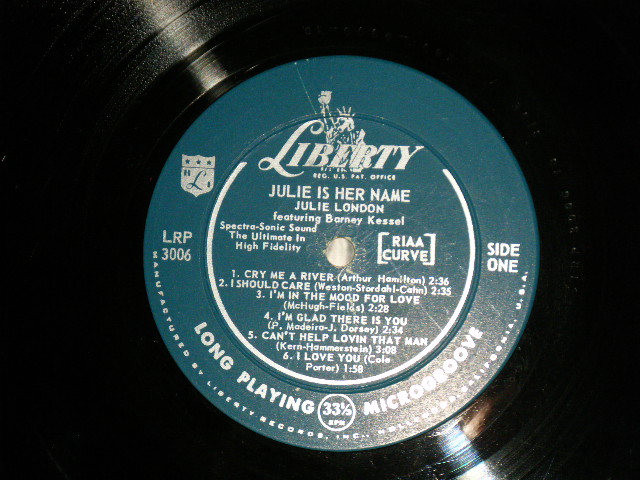 LIBERTY
REG. U.S. PAT. OFFICE
JULIE IS HER NAME
JULIE LONDON
featuring Barney Kessel
Spectra-Sonic Sound
The Ultimate In
High Fidelity
[RIAA
CURVE]
L
LRP
3006
SIDE
ONE
1. CRY ME A RIVER (Arthur Hamilton) 2:36
2. I SHOULD CARE (Weston-Stordahl-Cahn) 2:35
3. I'M IN THE MOOD FOR LOVE
(McHugh-Fields) 2:28
4. I'M GLAD THERE IS YOU
(P. Madeira-J. Dorsey) 2:34
5. CAN'T HELP LOVIN THAT MAN
(Kern-Hammerstein) 3:08
6. I LOVE YOU (Cole
Porter) 1:58
LONG PLAYING 33⅓ RPM MICROGROOVE
MANUFACTURED BY LIBERTY RECORDS, INC., HOLLYWOOD, CALIFORNIA, U.S.A.